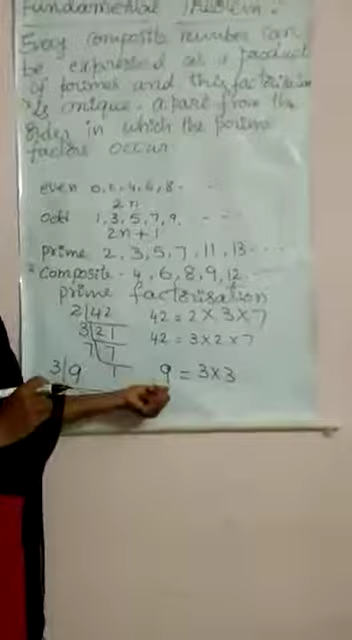 Fundamental Theorem:
Every composite number can
be expressed as a product
of primes and this factorisation
is unique. apart from the
order in which the prime
factors occur
even 0, 2, 4, 6, 8. ....
2n
odd 1, 3, 5, 7, 9, ....
2n+1
prime 2, 3, 5, 7, 11, 13 ....
composite - 4, 6, 8, 9, 12 ....
prime factorisation
2|42 42 = 2 x 3 x 7
3|21 42 = 3 x 2 x 7
7|7
1
3|9 9 = 3x3